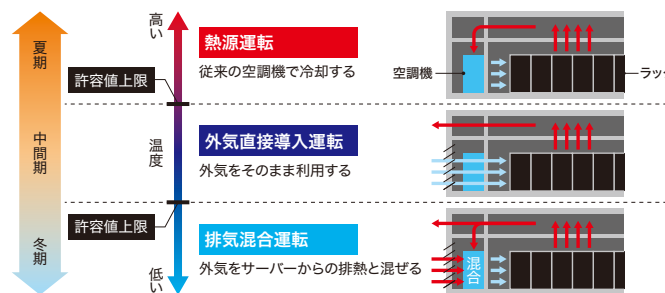 夏期
中間期
冬期
高い
温度
低い
許容値上限
許容値上限
熱源運転
従来の空調機で冷却する
外気直接導入運転
外気をそのまま利用する
排気混合運転
外気をサーバーからの排熱と混ぜる
空調機
ラック
混合